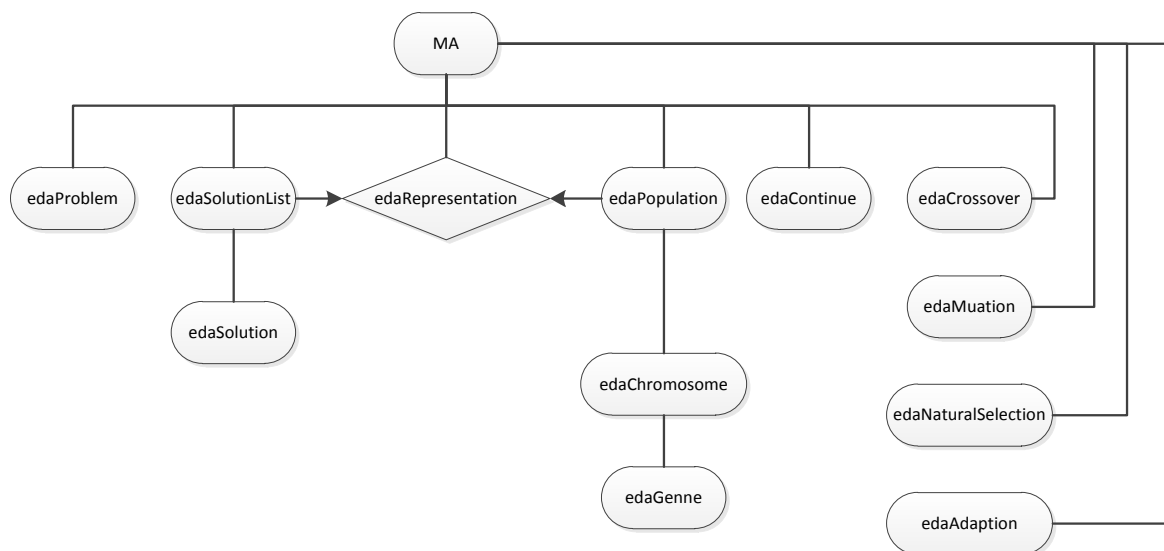 MA
edaProblem
edaSolutionList
edaRepresentation
edaPopulation
edaContinue
edaCrossover
edaSolution
edaMuation
edaChromosome
edaNaturalSelection
edaGenne
edaAdaption